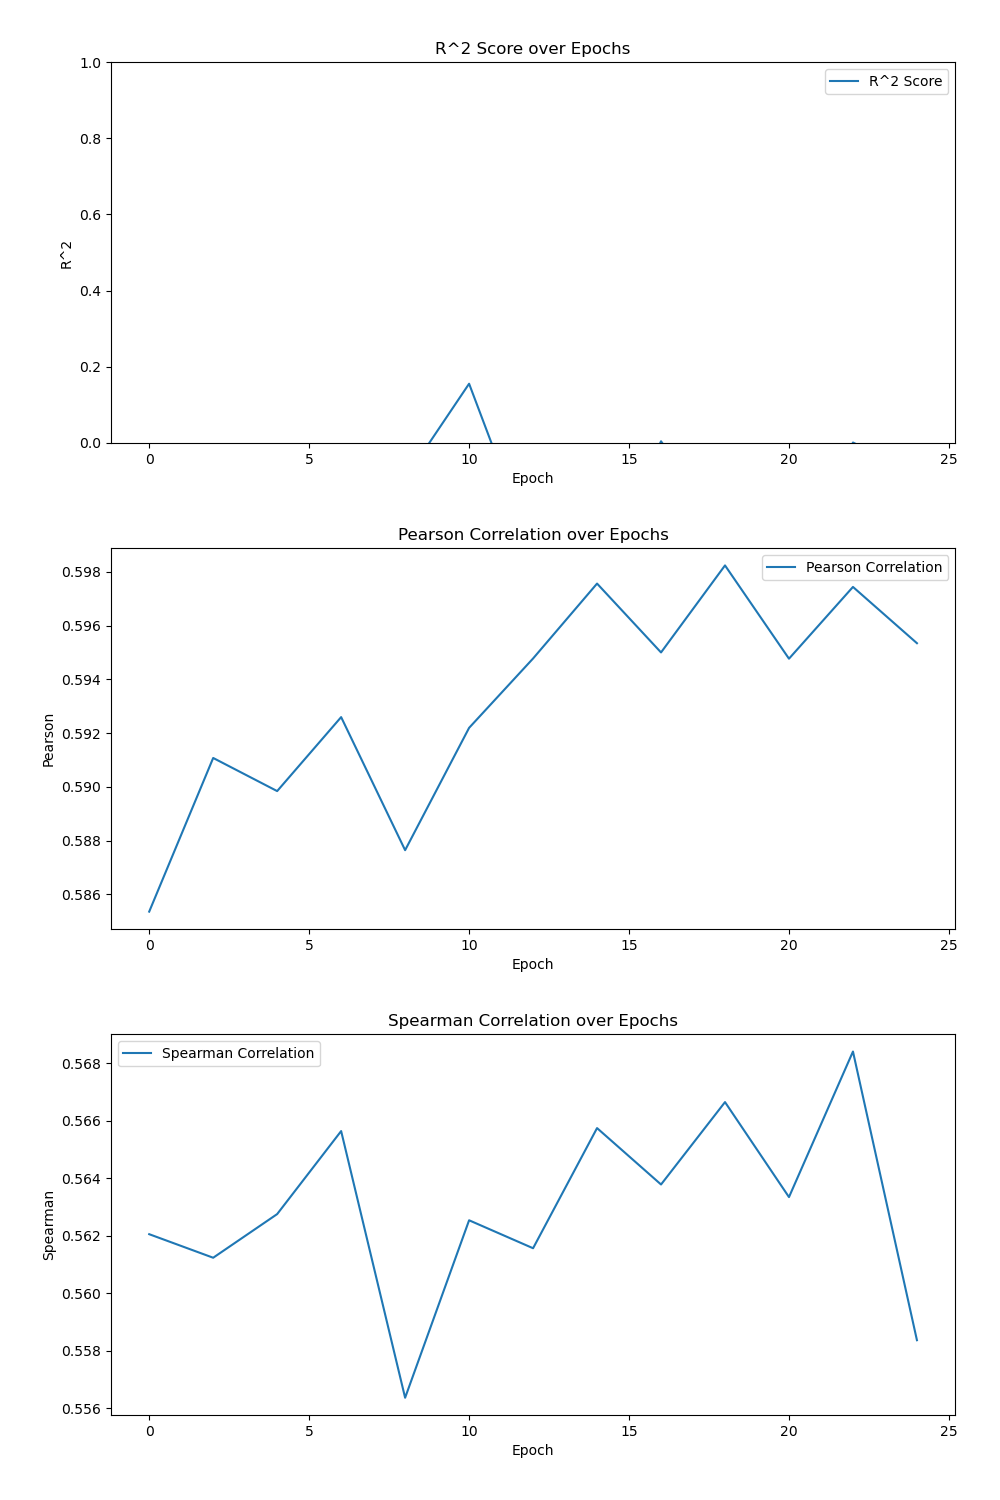 R^2 Score over Epochs
R^2 Score
1.0
0.8
0.6
0.4
0.2
0.0
R^2
0 5 10 15 20 25
Epoch
Pearson Correlation over Epochs
Pearson Correlation
0.598
0.596
0.594
0.592
0.590
0.588
0.586
Pearson
0 5 10 15 20 25
Epoch
Spearman Correlation over Epochs
Spearman Correlation
0.568
0.566
0.564
0.562
0.560
0.558
0.556
Spearman
0 5 10 15 20 25
Epoch